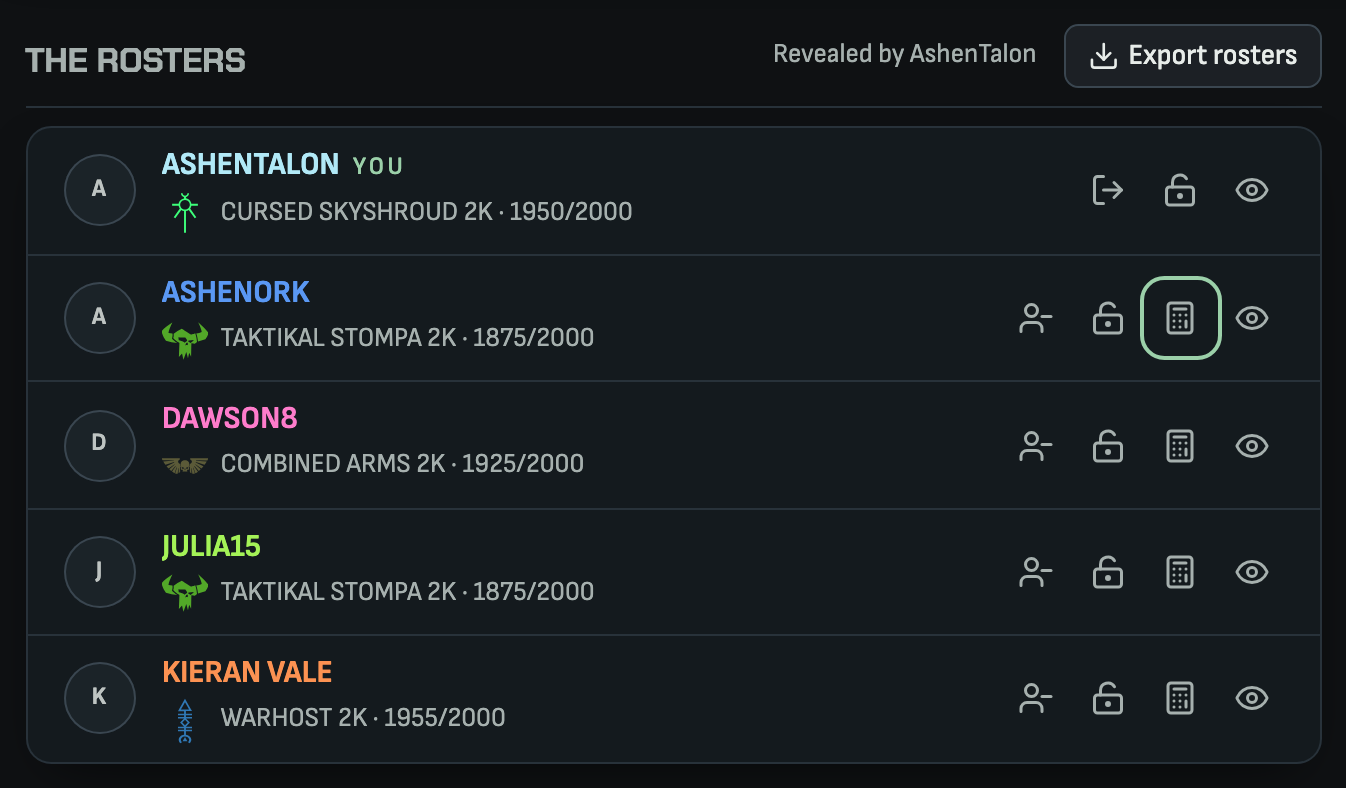 THE ROSTERS
Revealed by AshenTalon
Export rosters
A
ASHENTALON YOU
CURSED SKYSHROUD 2K · 1950/2000
A
ASHENORK
TAKTIKAL STOMPA 2K · 1875/2000
D
DAWSON8
COMBINED ARMS 2K · 1925/2000
J
JULIA15
TAKTIKAL STOMPA 2K · 1875/2000
K
KIERAN VALE
WARHOST 2K · 1955/2000